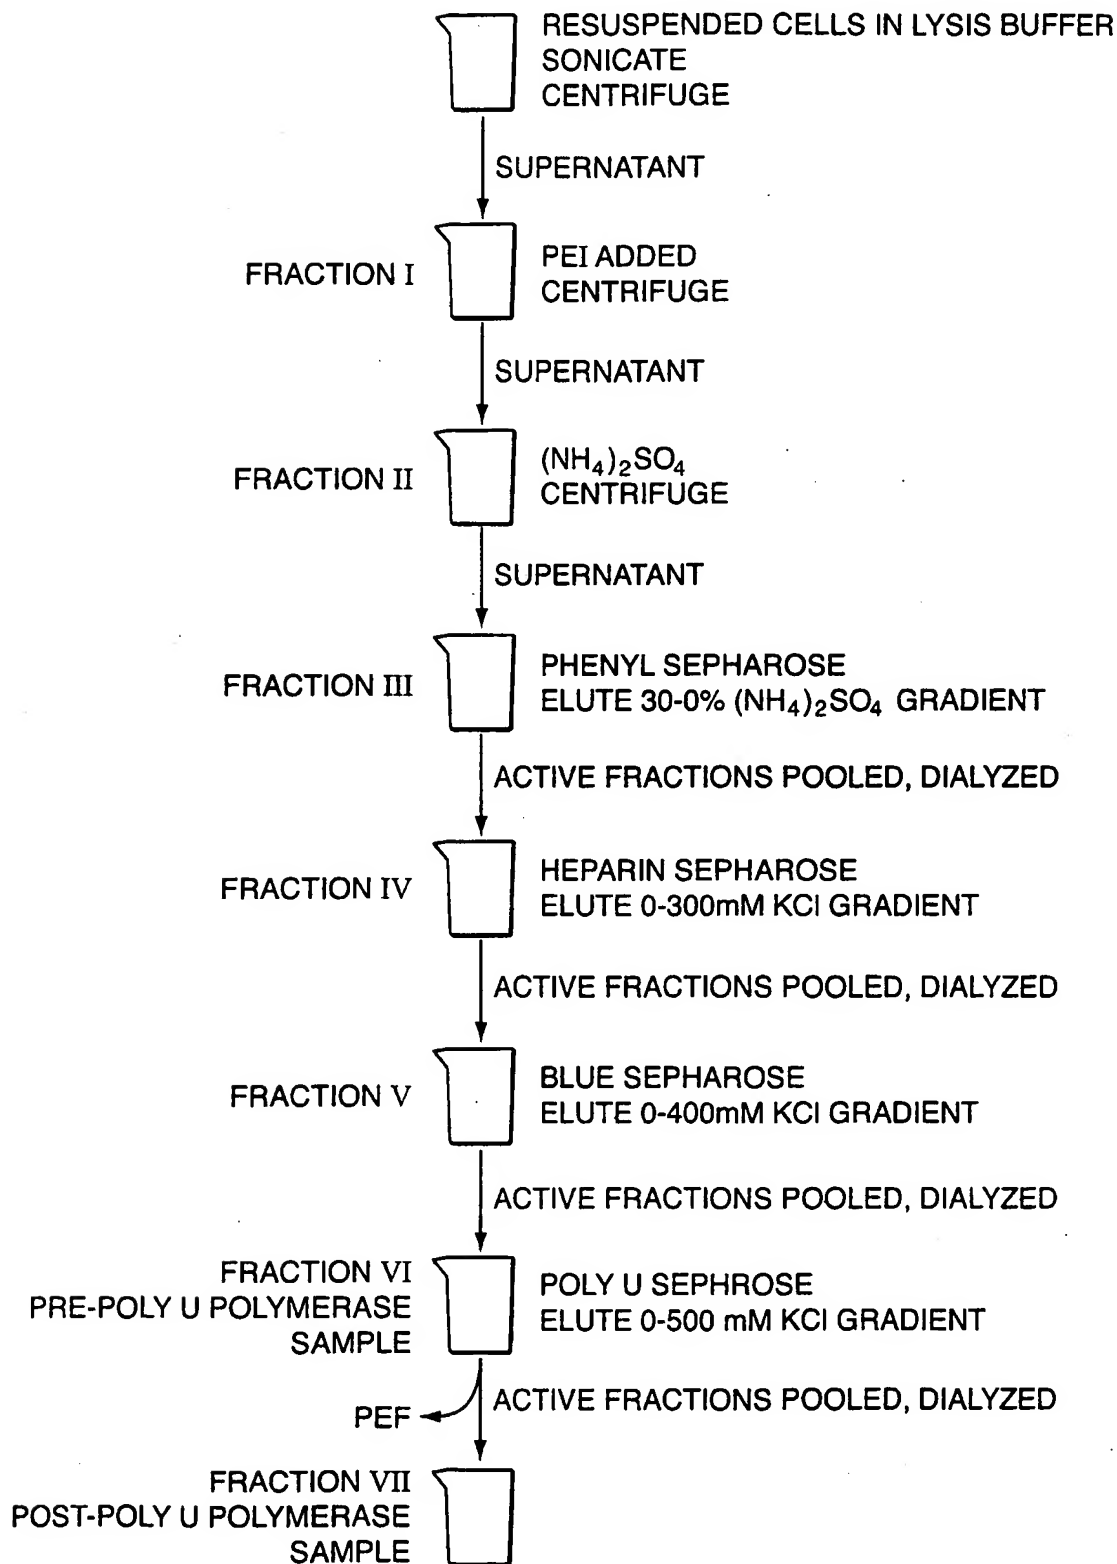 RESUSPENDED CELLS IN LYSIS BUFFER
SONICATE
CENTRIFUGE
SUPERNATANT
FRACTION I
PEI ADDED
CENTRIFUGE
SUPERNATANT
FRACTION II
(NH4)2SO4
CENTRIFUGE
SUPERNATANT
FRACTION III
PHENYL SEPHAROSE
ELUTE 30-0% (NH4)2SO4 GRADIENT
ACTIVE FRACTIONS POOLED, DIALYZED
FRACTION IV
HEPARIN SEPHAROSE
ELUTE 0-300mM KCl GRADIENT
ACTIVE FRACTIONS POOLED, DIALYZED
FRACTION V
BLUE SEPHAROSE
ELUTE 0-400mM KCl GRADIENT
ACTIVE FRACTIONS POOLED, DIALYZED
FRACTION VI
PRE-POLY U POLYMERASE
SAMPLE
POLY U SEPHROSE
ELUTE 0-500 mM KCl GRADIENT
PEF
ACTIVE FRACTIONS POOLED, DIALYZED
FRACTION VII
POST-POLY U POLYMERASE
SAMPLE